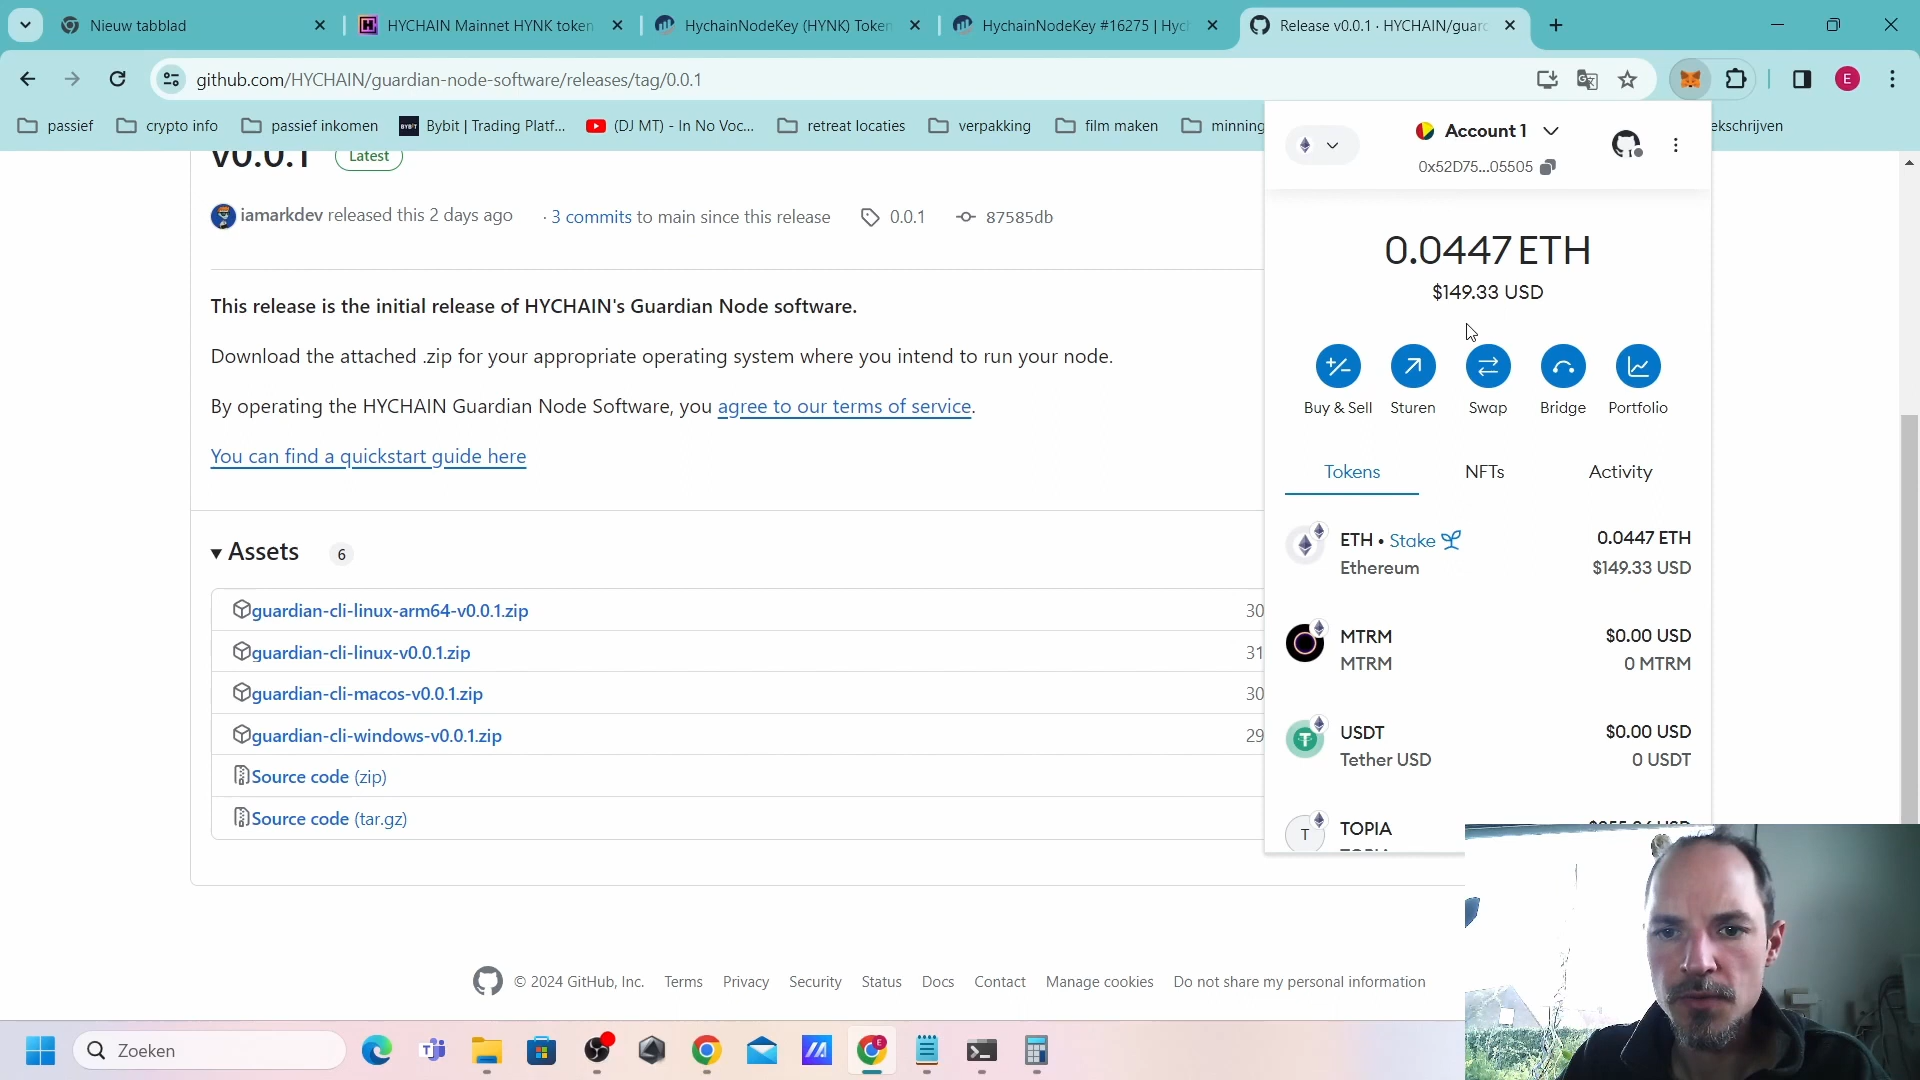 Nieuw tabblad
HYCHAIN Mainnet HYNK token
HychainNodeKey (HYNK) Token
HychainNodeKey #16275 | Hych
Release v0.0.1 · HYCHAIN/guard
github.com/HYCHAIN/guardian-node-software/releases/tag/0.0.1
E
passief
crypto info
passief inkomen
Bybit | Trading Platf...
(DJ MT) - In No Voc...
retreat locaties
verpakking
film maken
minning
ekschrijven
v0.0.1
Latest
iamarkdev released this 2 days ago
· 3 commits to main since this release
0.0.1
87585db
This release is the initial release of HYCHAIN's Guardian Node software.
Download the attached .zip for your appropriate operating system where you intend to run your node.
By operating the HYCHAIN Guardian Node Software, you agree to our terms of service.
You can find a quickstart guide here
Assets 6
guardian-cli-linux-arm64-v0.0.1.zip
30
guardian-cli-linux-v0.0.1.zip
31
guardian-cli-macos-v0.0.1.zip
30
guardian-cli-windows-v0.0.1.zip
29
Source code (zip)
Source code (tar.gz)
© 2024 GitHub, Inc.
Terms
Privacy
Security
Status
Docs
Contact
Manage cookies
Do not share my personal information
Account 1
0x52D75...05505
0.0447 ETH
$149.33 USD
Buy & Sell
Sturen
Swap
Bridge
Portfolio
Tokens
NFTs
Activity
ETH • Stake
0.0447 ETH
Ethereum
$149.33 USD
MTRM
$0.00 USD
MTRM
0 MTRM
USDT
$0.00 USD
Tether USD
0 USDT
T
TOPIA
Zoeken